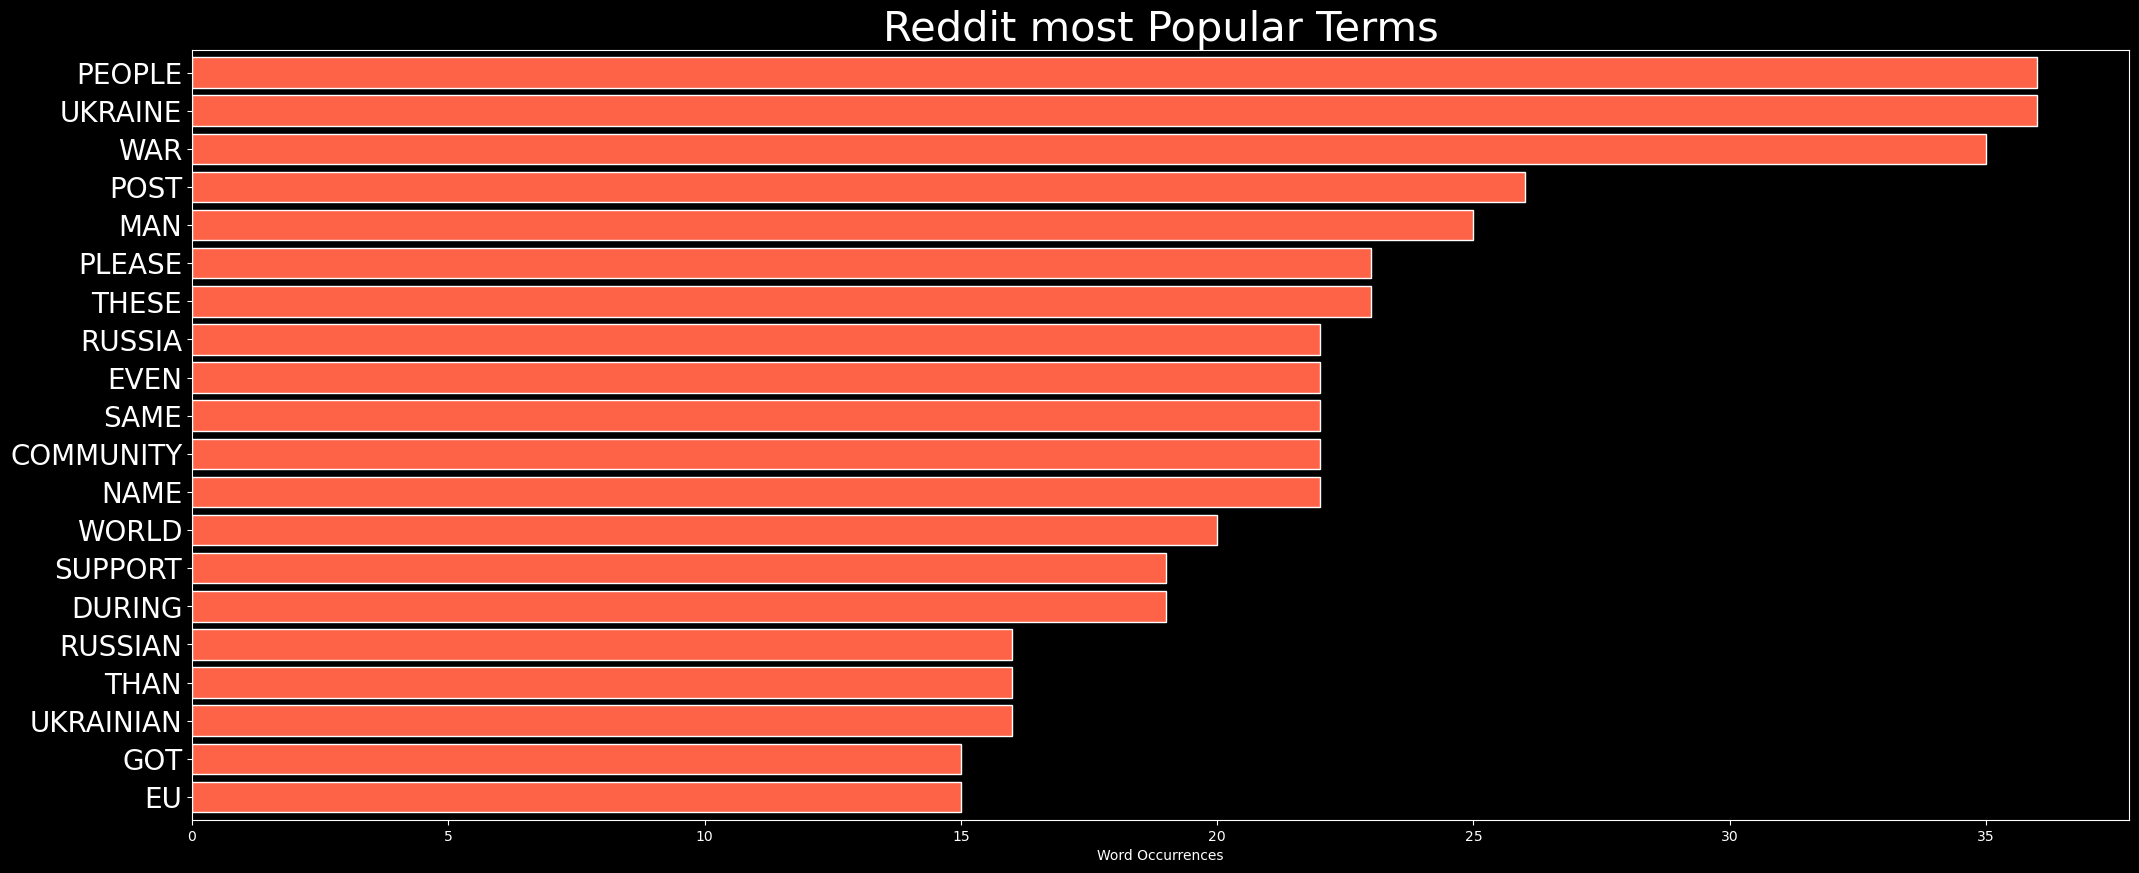 Reddit most Popular Terms
PEOPLE
UKRAINE
WAR
POST
MAN
PLEASE
THESE
RUSSIA
EVEN
SAME
COMMUNITY
NAME
WORLD
SUPPORT
DURING
RUSSIAN
THAN
UKRAINIAN
GOT
EU
0 5 10 15 20 25 30 35
Word Occurrences